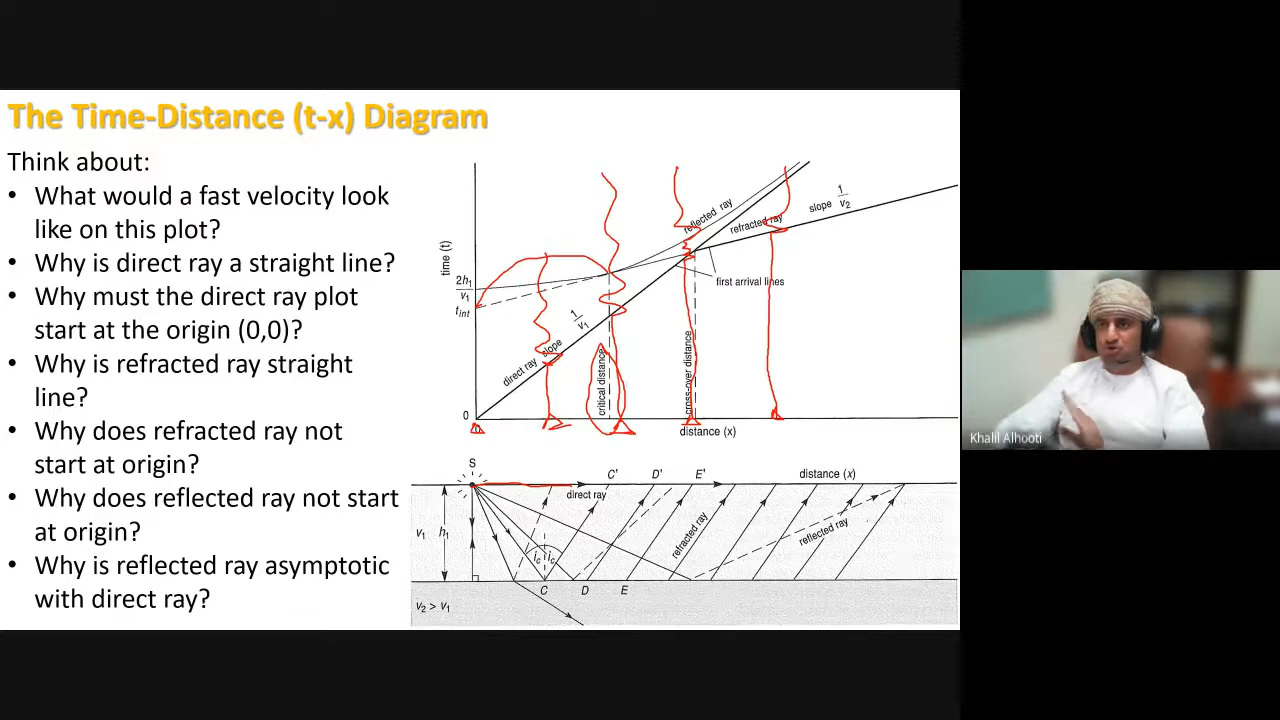 The Time-Distance (t-x) Diagram
Think about:
• What would a fast velocity look
like on this plot?
• Why is direct ray a straight line?
• Why must the direct ray plot
start at the origin (0,0)?
• Why is refracted ray straight
line?
• Why does refracted ray not
start at origin?
• Why does reflected ray not start
at origin?
• Why is reflected ray asymptotic
with direct ray?
time (t)
2h₁
v₁
tint
0
0
direct ray slope 1/v₁
critical distance
cross-over distance
reflected ray
refracted ray
slope 1/v₂
first arrival lines
distance (x)
S
C' D' E' distance (x)
direct ray
v₁ h₁
ic ic
refracted ray
reflected ray
C D E
v₂ > v₁
Khalil Alhooti